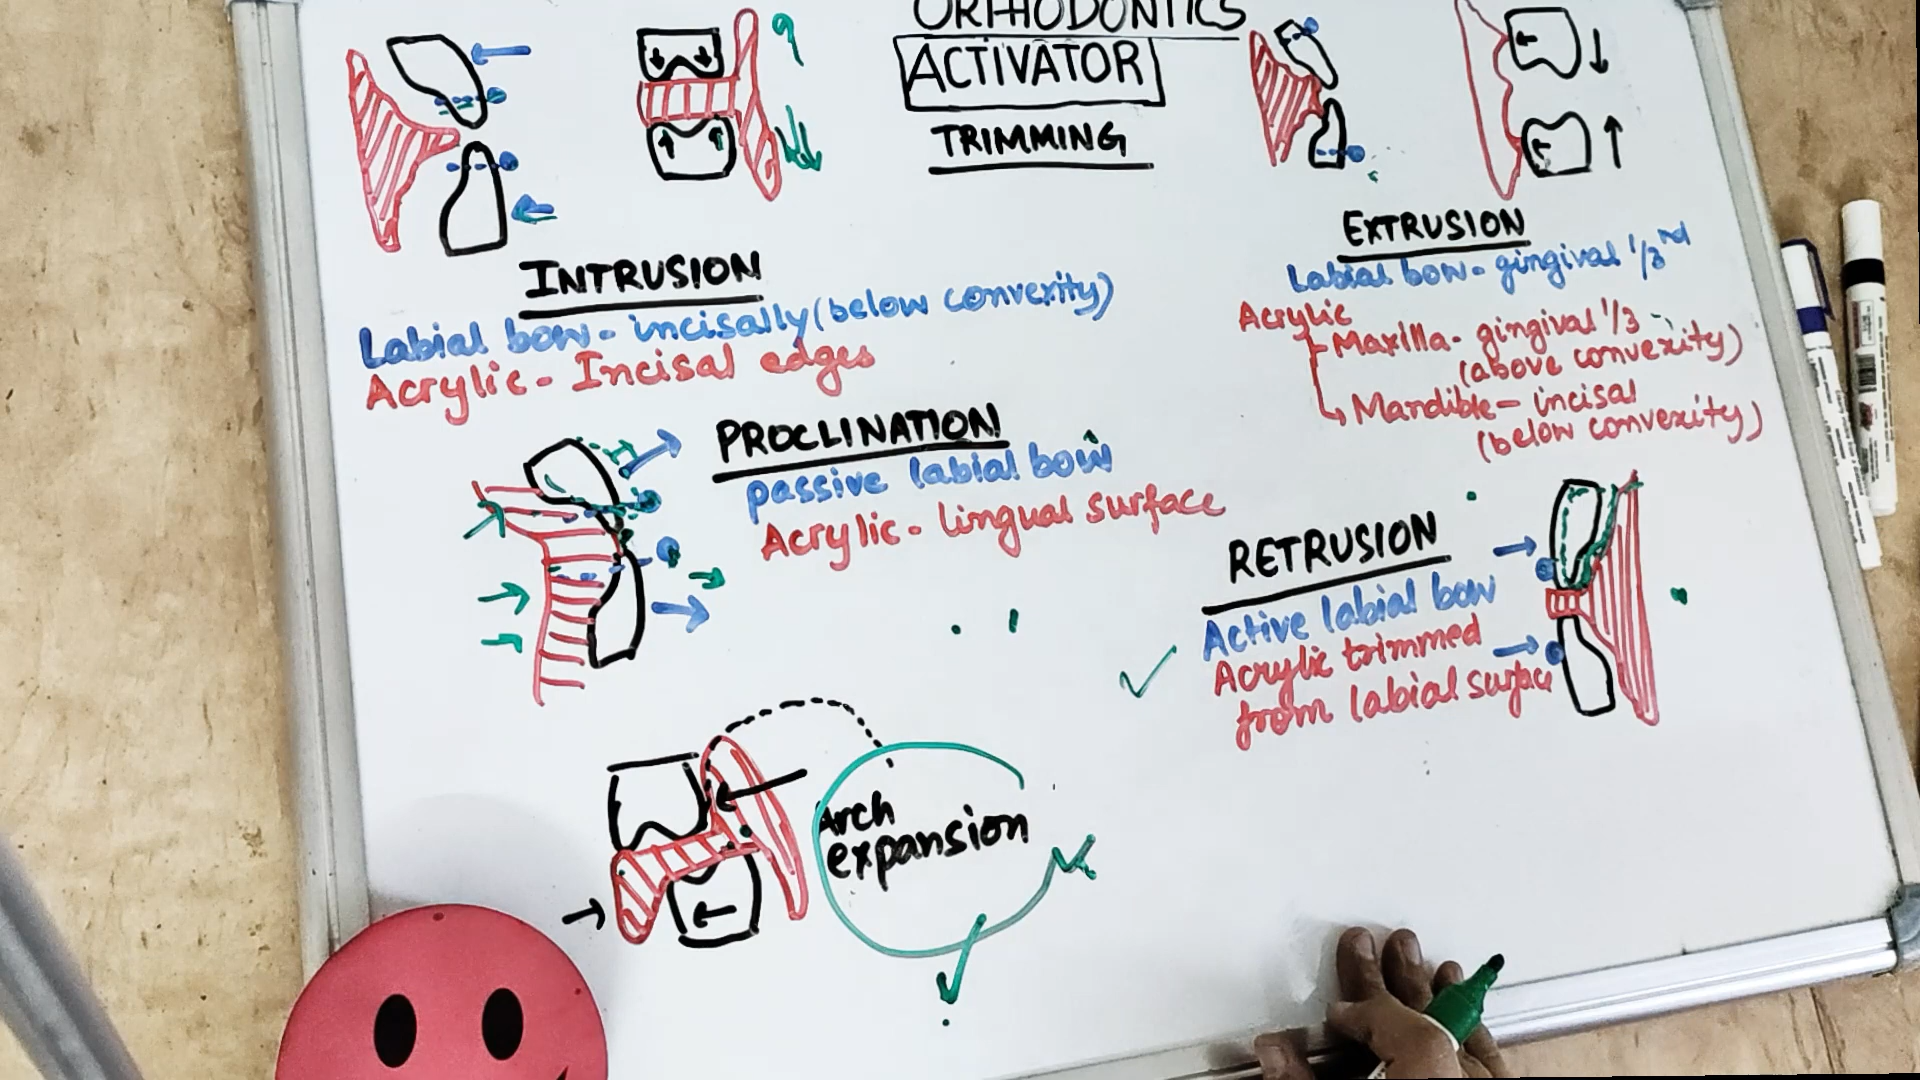 ORTHODONTICS
ACTIVATOR
TRIMMING
INTRUSION
Labial bow - incisally (below convexity)
Acrylic - Incisal edges
EXTRUSION
Labial bow - gingival 1/3rd
Acrylic
Maxilla - gingival 1/3
(above convexity)
Mandible - incisal
(below convexity)
PROCLINATION
passive labial bow
Acrylic - lingual surface
RETRUSION
Active labial bow
Acrylic trimmed
from labial surface
Arch
expansion